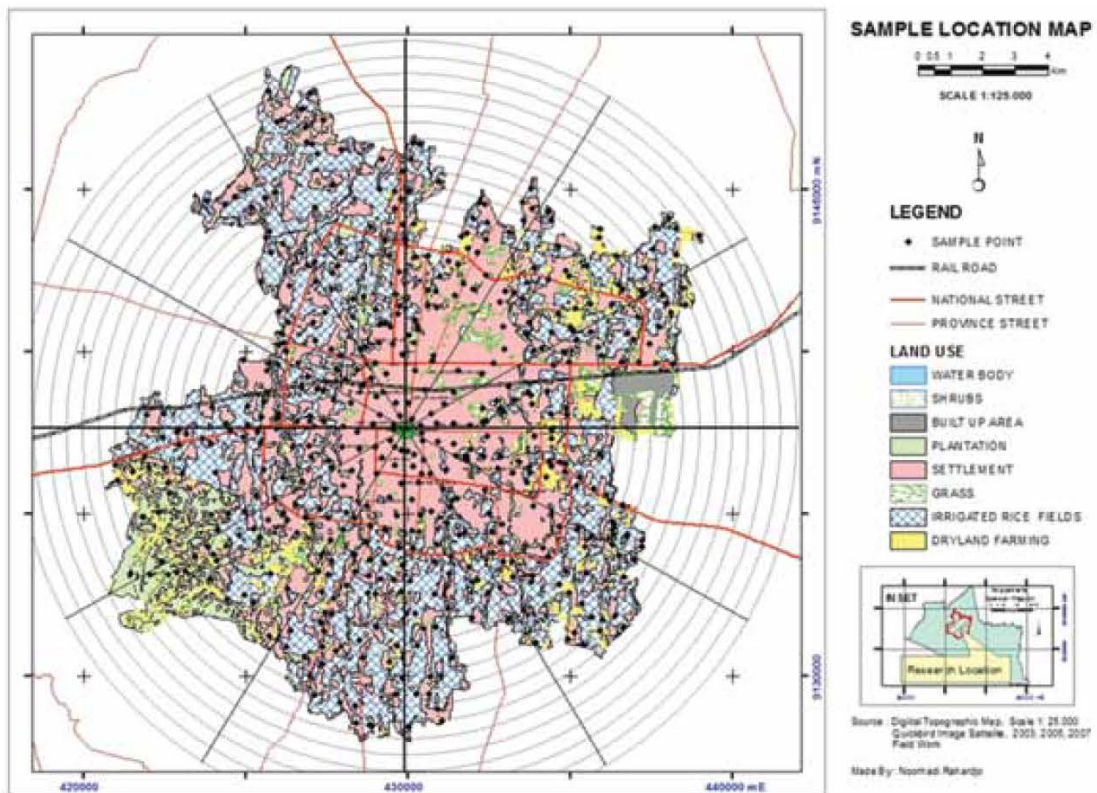 SAMPLE LOCATION MAP
0 0.5 1 2 3 4
Km
SCALE 1:125.000
N
LEGEND
SAMPLE POINT
RAIL ROAD
NATIONAL STREET
PROVINCE STREET
LAND USE
WATER BODY
SHRUBS
BUILT UP AREA
PLANTATION
SETTLEMENT
GRASS
IRRIGATED RICE FIELDS
DRYLAND FARMING
INSET
Research Location
Source : Digital Topographic Map, Scale 1: 25.000
Quickbird Image Satelite, 2003, 2005, 2007
Field Work
Made By: Noorhadi Rahardjo
9145000 mN
9130000
420000
430000
440000 mE